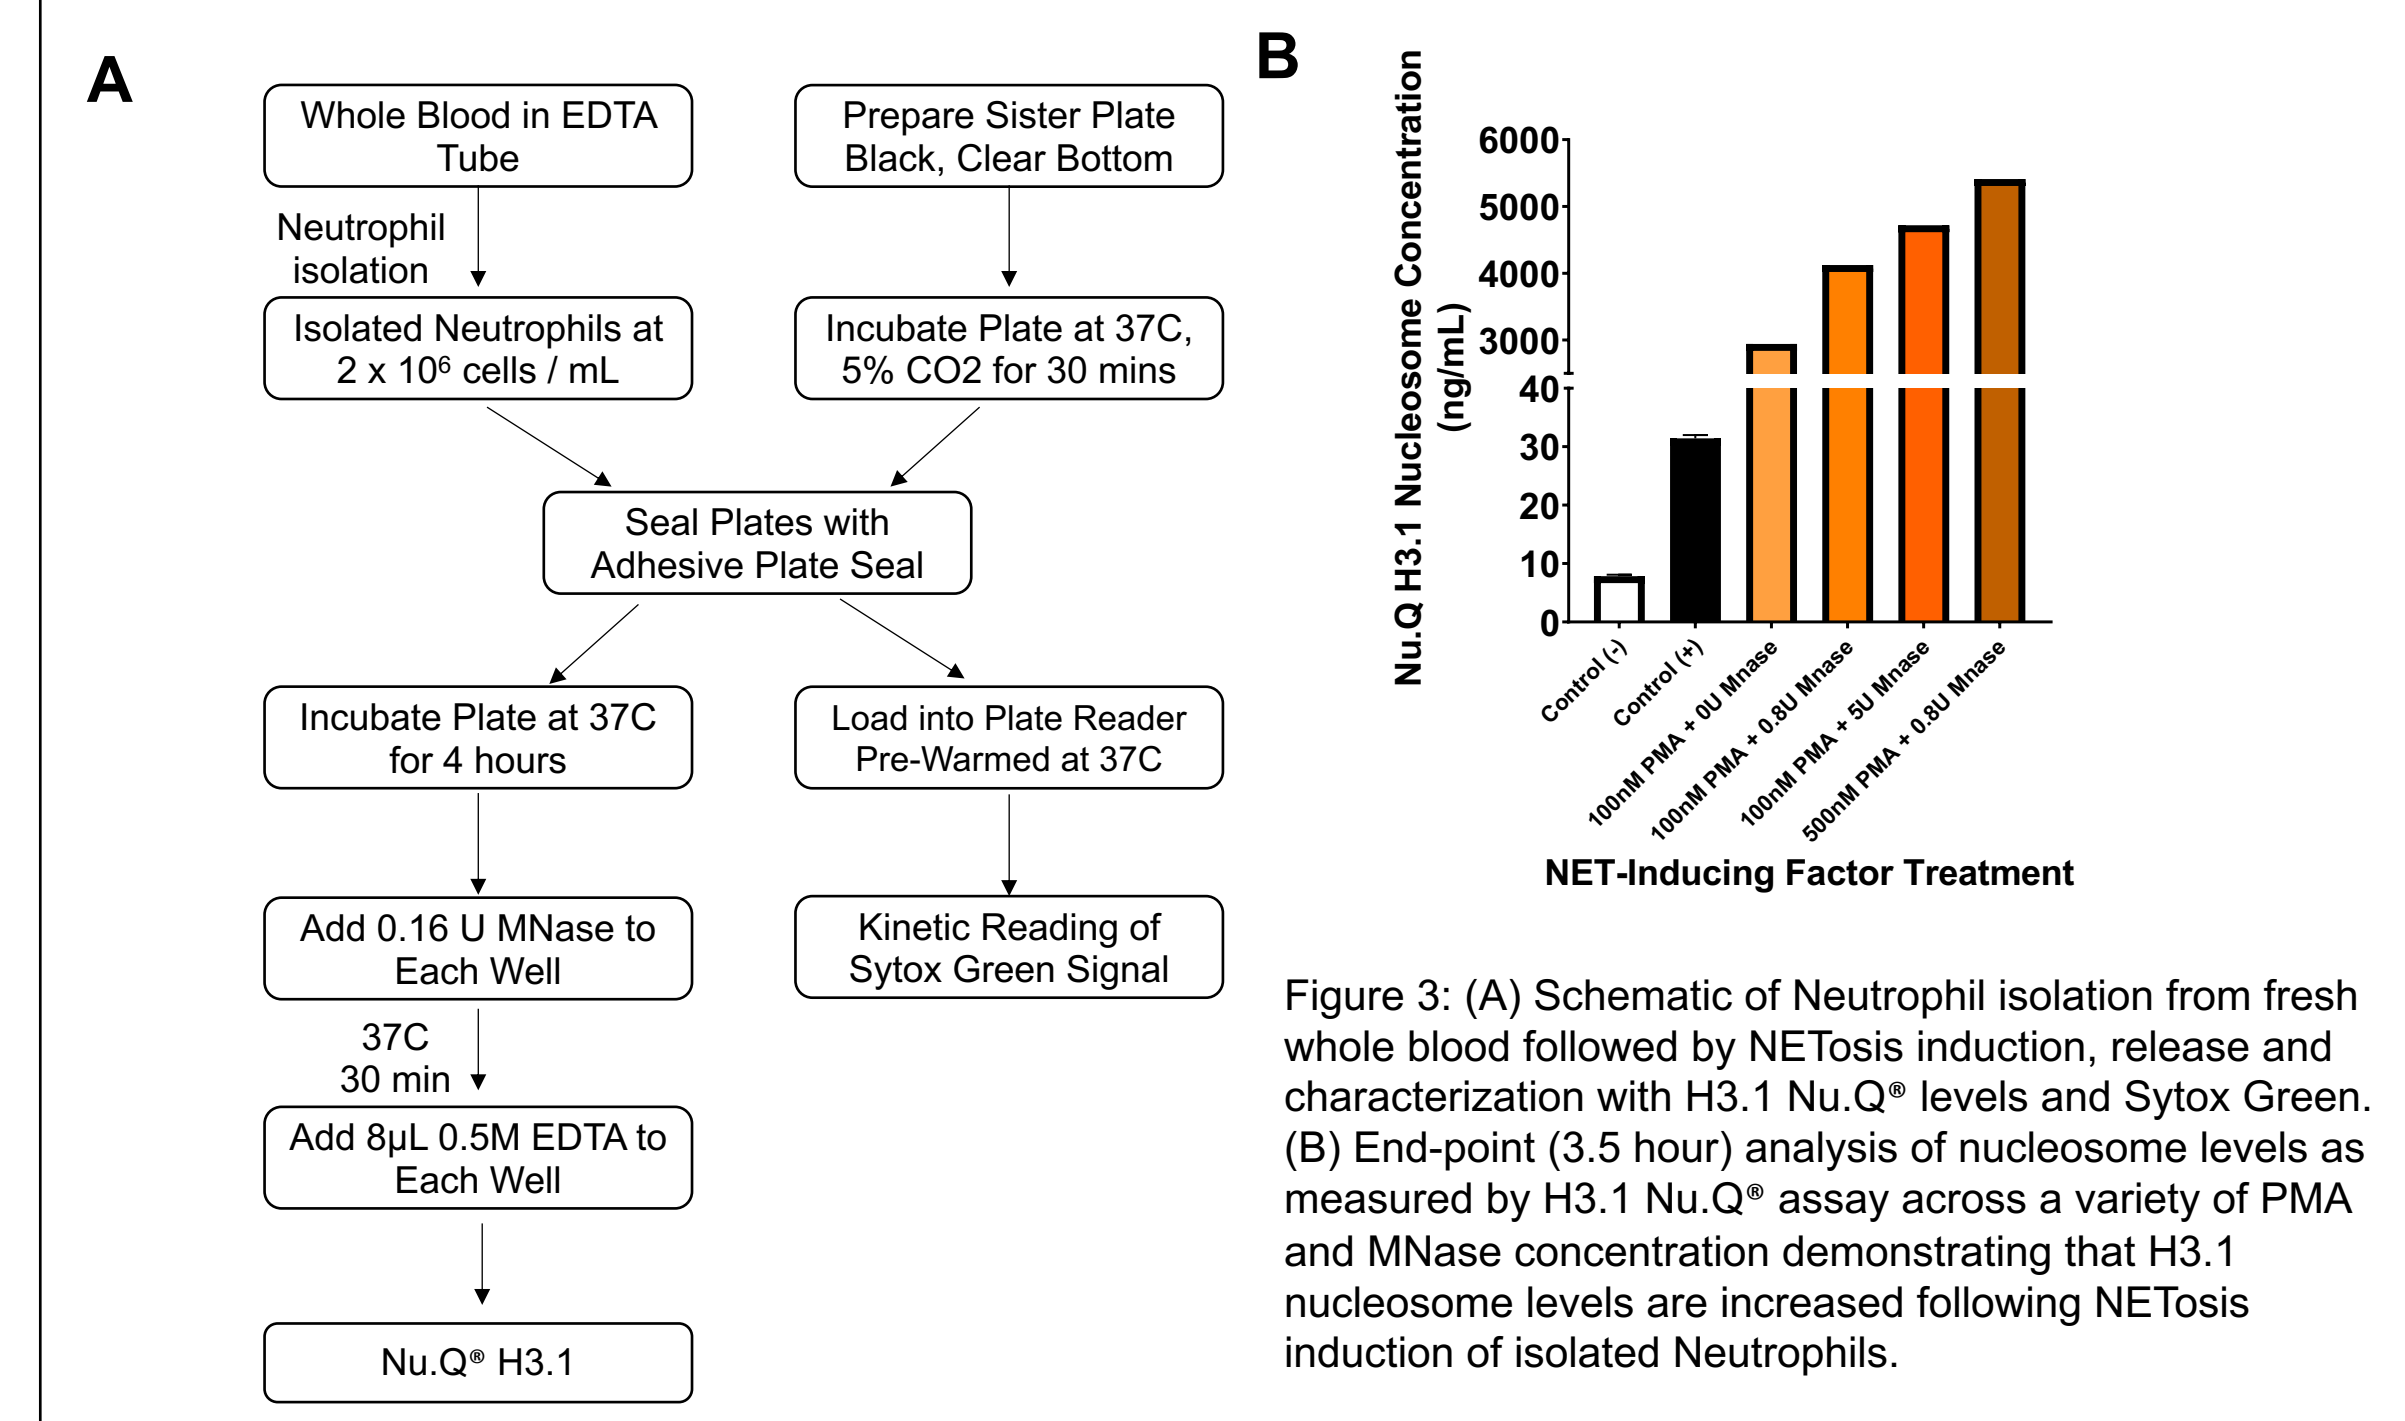 A
Whole Blood in EDTA
Tube
Prepare Sister Plate
Black, Clear Bottom
Neutrophil
isolation
Isolated Neutrophils at
2 x 10⁶ cells / mL
Incubate Plate at 37C,
5% CO2 for 30 mins
Seal Plates with
Adhesive Plate Seal
Incubate Plate at 37C
for 4 hours
Load into Plate Reader
Pre-Warmed at 37C
Add 0.16 U MNase to
Each Well
Kinetic Reading of
Sytox Green Signal
37C
30 min
Add 8µL 0.5M EDTA to
Each Well
Nu.Q® H3.1
B
Nu.Q H3.1 Nucleosome Concentration
(ng/mL)
6000
5000
4000
3000
40
30
20
10
0
Control (-)
Control (+)
100nM PMA + 0U Mnase
100nM PMA + 0.8U Mnase
100nM PMA + 5U Mnase
500nM PMA + 0.8U Mnase
NET-Inducing Factor Treatment
Figure 3: (A) Schematic of Neutrophil isolation from fresh
whole blood followed by NETosis induction, release and
characterization with H3.1 Nu.Q® levels and Sytox Green.
(B) End-point (3.5 hour) analysis of nucleosome levels as
measured by H3.1 Nu.Q® assay across a variety of PMA
and MNase concentration demonstrating that H3.1
nucleosome levels are increased following NETosis
induction of isolated Neutrophils.